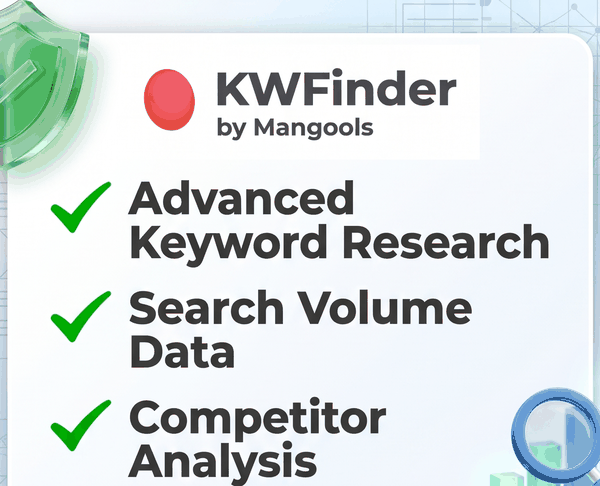 KWFinder
by Mangools
Advanced
Keyword Research
Search Volume
Data
Competitor
Analysis